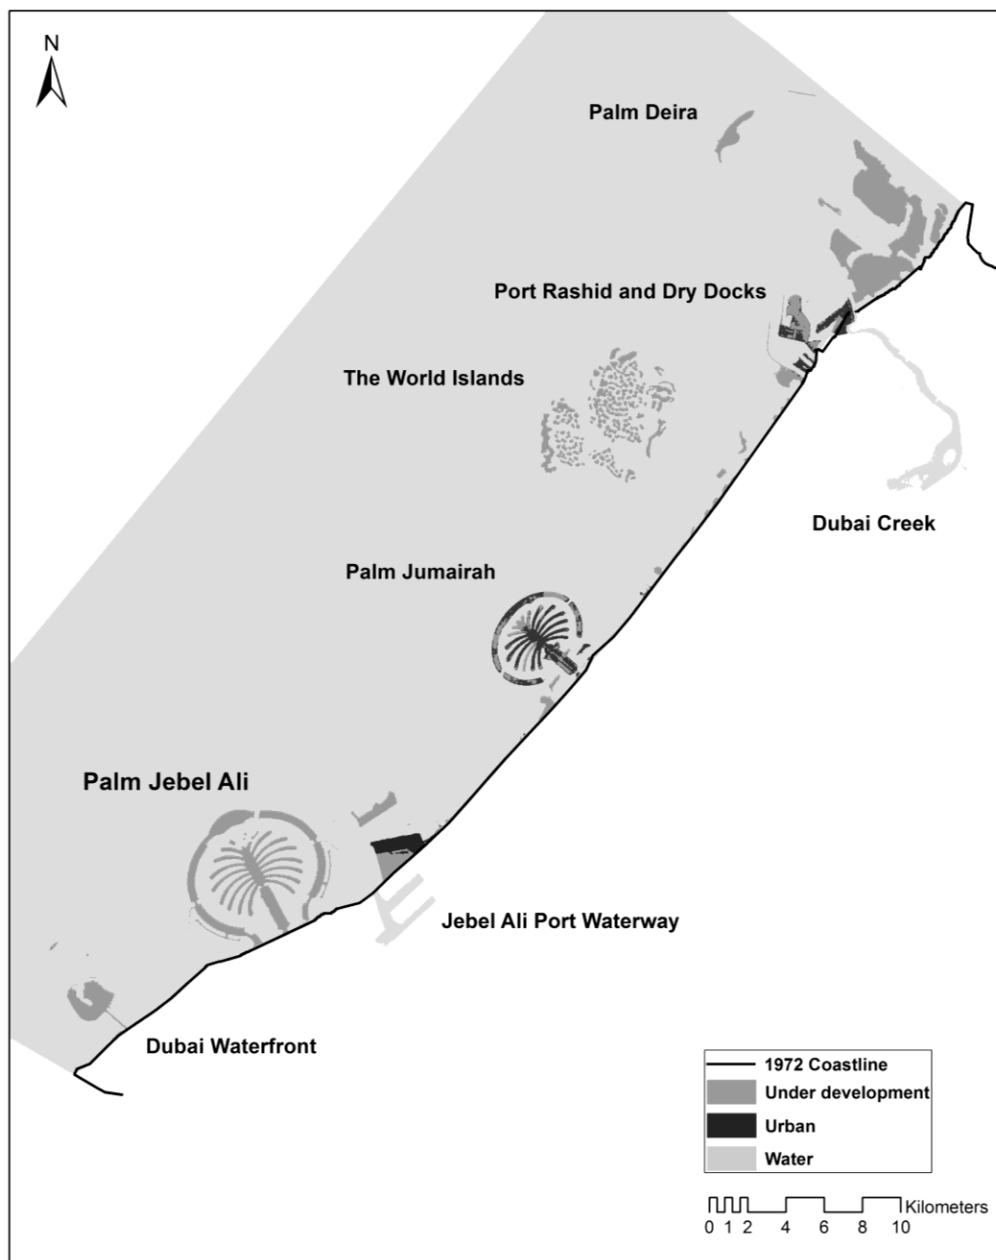 N
Palm Deira
Port Rashid and Dry Docks
The World Islands
Dubai Creek
Palm Jumairah
Palm Jebel Ali
Jebel Ali Port Waterway
Dubai Waterfront
1972 Coastline
Under development
Urban
Water
Kilometers
0 1 2 4 6 8 10